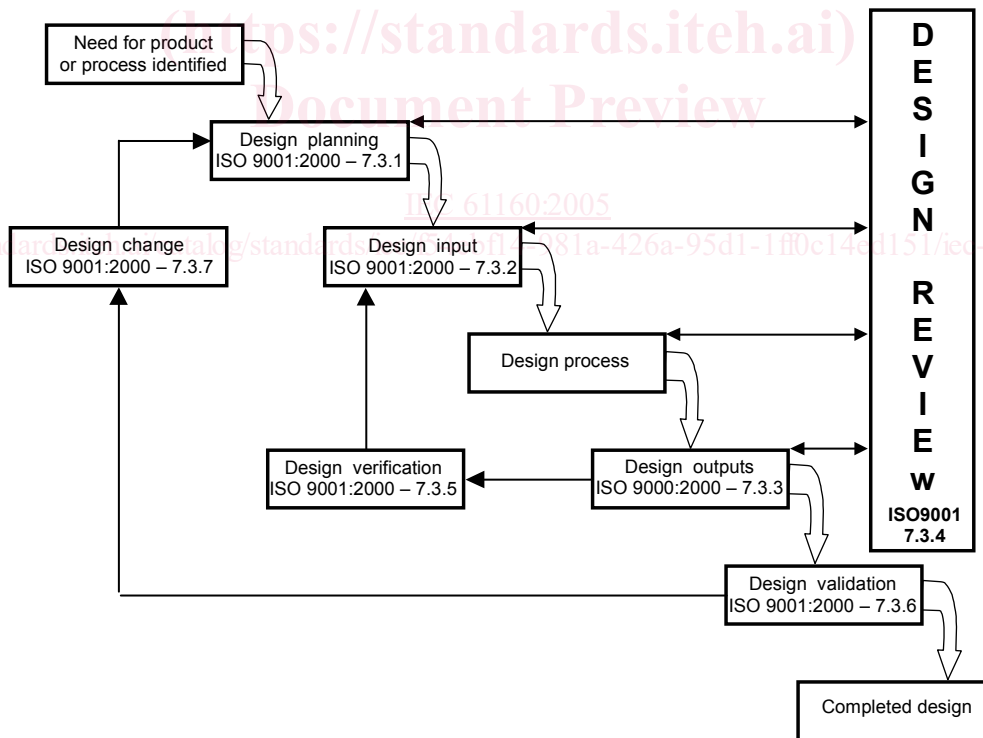 (https://standards.iteh.ai)
Document Preview
Need for product
or process identified
Design planning
ISO 9001:2000 – 7.3.1
IEC 61160:2005
Design change
ISO 9001:2000 – 7.3.7
Design input
ISO 9001:2000 – 7.3.2
Design process
Design verification
ISO 9001:2000 – 7.3.5
Design outputs
ISO 9000:2000 – 7.3.3
Design validation
ISO 9001:2000 – 7.3.6
Completed design
DESIGN REVIEw
ISO9001
7.3.4